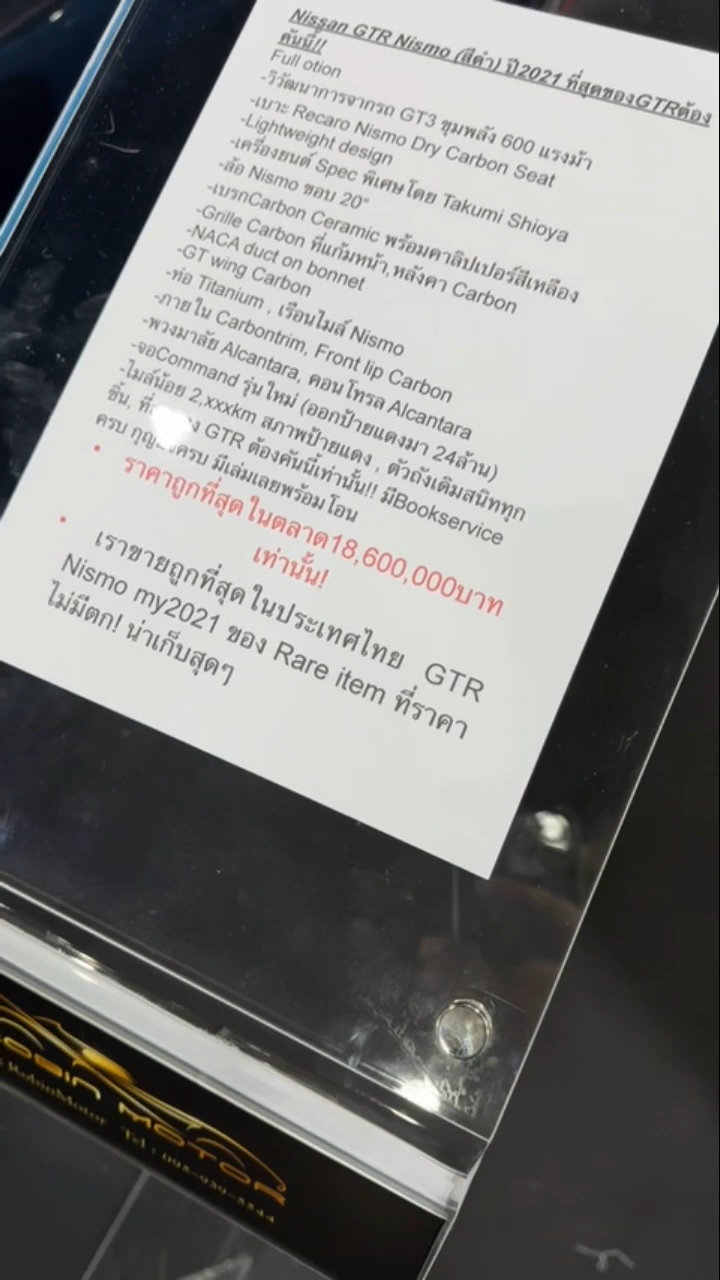 Nissan GTR Nismo (สีดำ) ปี2021 ที่สุดของGTRต้อง
คันนี้!!
Full otion
-วิวัฒนาการจากรถ GT3 ขุมพลัง 600 แรงม้า
-เบาะ Recaro Nismo Dry Carbon Seat
-Lightweight design
-เครื่องยนต์ Spec พิเศษโดย Takumi Shioya
-ล้อ Nismo ขอบ 20"
-เบรกCarbon Ceramic พร้อมคาลิปเปอร์สีเหลือง
-Grille Carbon ที่แก้มหน้า,หลังคา Carbon
-NACA duct on bonnet
-GT wing Carbon
-ท่อ Titanium , เรือนไมล์ Nismo
-ภายใน Carbontrim, Front lip Carbon
-พวงมาลัย Alcantara, คอนโทรล Alcantara
-จอCommand รุ่นใหม่ (ออกป้ายแดงมา 24ล้าน)
-ไมล์น้อย 2,xxxkm สภาพป้ายแดง , ตัวถังเดิมสนิททุก
ชิ้น, GTR ต้องคันนี้เท่านั้น!! มีBookservice
ครบ มีเล่มเลยพร้อมโอน
• ราคาถูกที่สุดในตลาด18,600,000บาท
เท่านั้น!
• เราขายถูกที่สุดในประเทศไทย GTR
Nismo my2021 ของ Rare item ที่ราคา
ไม่มีตก! น่าเก็บสุดๆ
MOTOR
RobinMotor Tel :